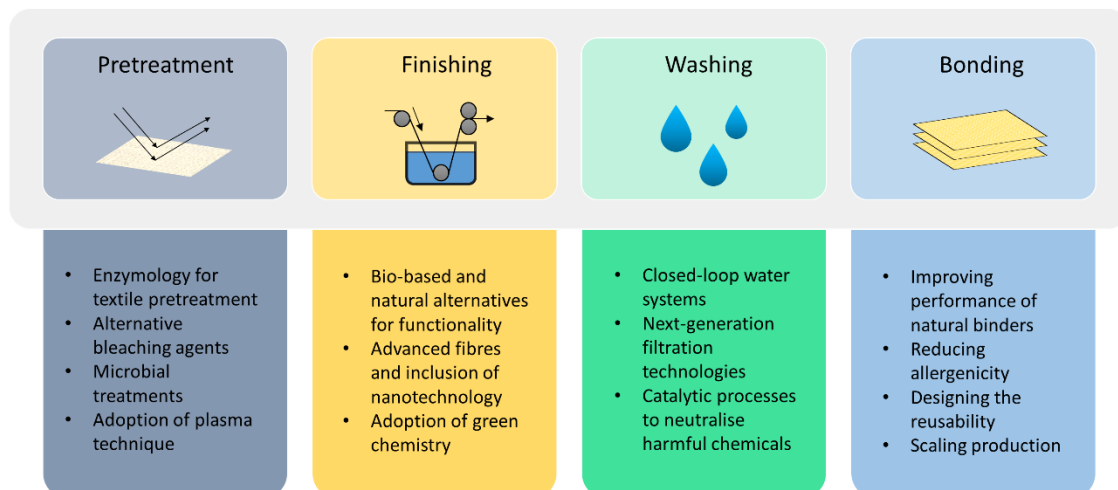 Pretreatment
Finishing
Washing
Bonding
• Enzymology for
textile pretreatment
• Alternative
bleaching agents
• Microbial
treatments
• Adoption of plasma
technique
• Bio-based and
natural alternatives
for functionality
• Advanced fibres
and inclusion of
nanotechnology
• Adoption of green
chemistry
• Closed-loop water
systems
• Next-generation
filtration
technologies
• Catalytic processes
to neutralise
harmful chemicals
• Improving
performance of
natural binders
• Reducing
allergenicity
• Designing the
reusability
• Scaling production